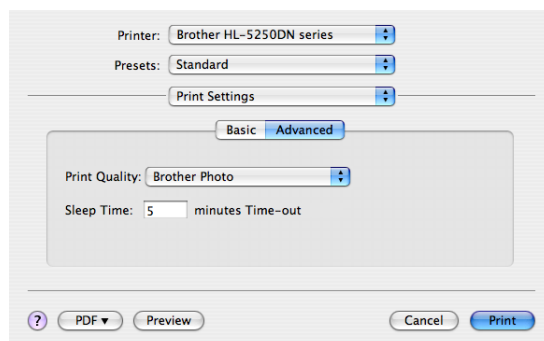 Printer: Brother HL-5250DN series
Presets: Standard
Print Settings
Basic Advanced
Print Quality: Brother Photo
Sleep Time: 5 minutes Time-out
? PDF ▼ Preview Cancel Print